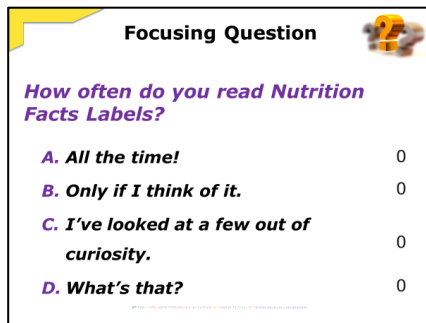 Focusing Question
How often do you read Nutrition
Facts Labels?
A. All the time! 0
B. Only if I think of it. 0
C. I've looked at a few out of
curiosity. 0
D. What's that? 0